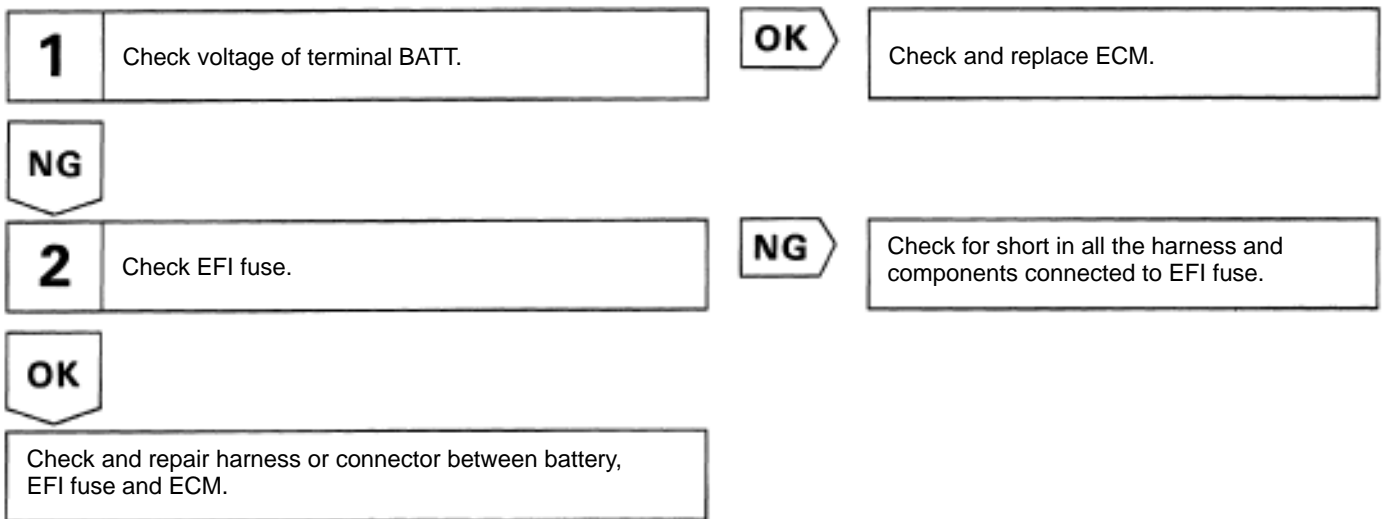 1
Check voltage of terminal BATT.
OK
Check and replace ECM.
NG
2
Check EFI fuse.
NG
Check for short in all the harness and
components connected to EFI fuse.
OK
Check and repair harness or connector between battery,
EFI fuse and ECM.